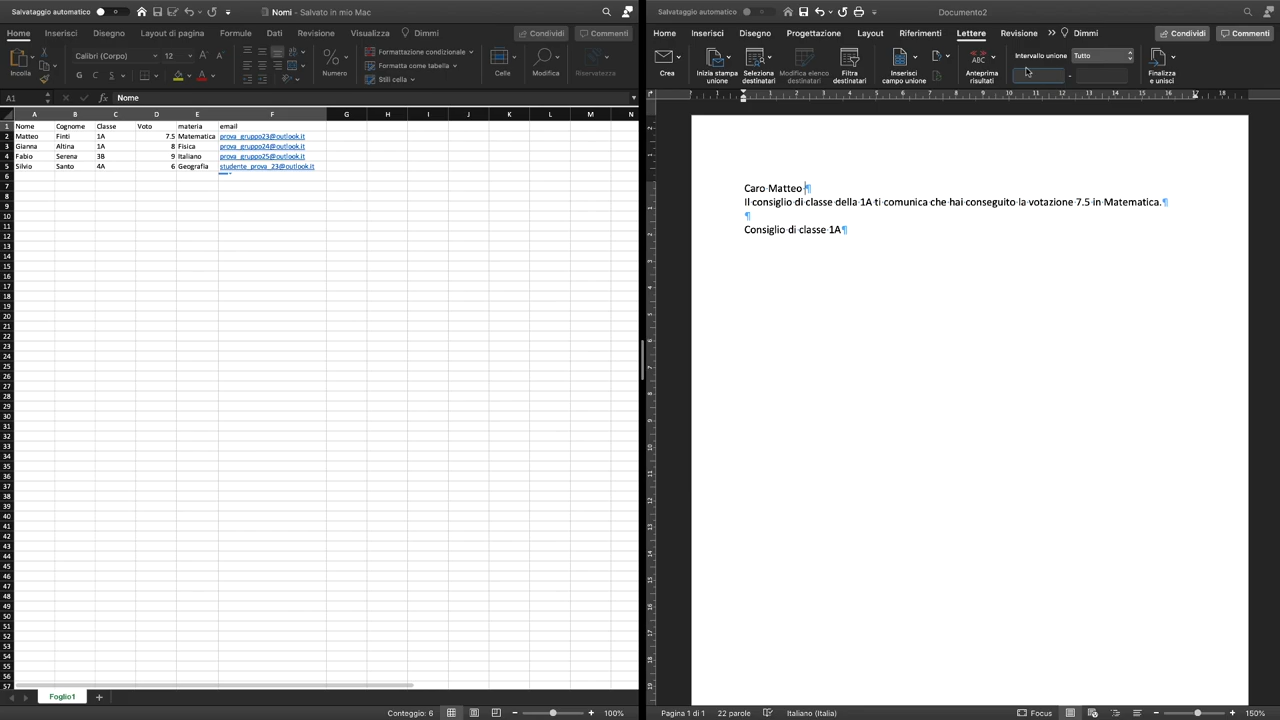 Salvataggio automatico
Nomi - Salvato in mio Mac
Home Inserisci Disegno Layout di pagina Formule Dati Revisione Visualizza Dimmi Condividi Commenti
Calibri (Corpo) 12
Formattazione condizionale
Formatta come tabella
Stili cella
Incolla G C S Numero Celle Modifica Riservatezza
A1 fx Nome
A B C D E F G H I J K L M N
1 Nome Cognome Classe Voto materia email
2 Matteo Finti 1A 7.5 Matematica prova_gruppo23@outlook.it
3 Gianna Altina 1A 8 Fisica prova_gruppo24@outlook.it
4 Fabio Serena 3B 9 Italiano prova_gruppo25@outlook.it
5 Silvio Santo 6 Geografia studente_prova_23@outlook.it
Foglio1
Conteggio: 6 100%
Salvataggio automatico
Documento2
Home Inserisci Disegno Progettazione Layout Riferimenti Lettere Revisione Dimmi Condividi Commenti
Crea
Inizia stampa unione
Seleziona destinatari
Modifica elenco destinatari
Filtra destinatari
Inserisci campo unione
ABC
Anteprima risultati
Intervallo unione Tutto
Finalizza e unisci
Caro Matteo
Il consiglio di classe della 1A ti comunica che hai conseguito la votazione 7.5 in Matematica.
Consiglio di classe 1A
Pagina 1 di 1 22 parole Italiano (Italia) Focus 150%